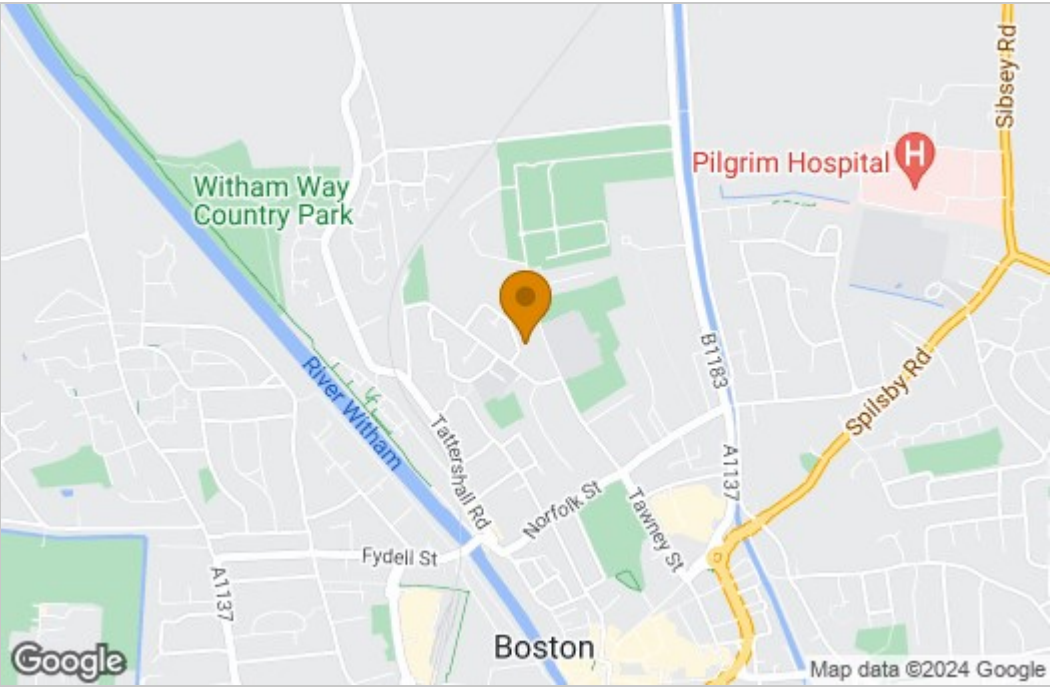 Sibsey Rd
Pilgrim Hospital
H
Witham Way
Country Park
B1183
River Witham
Spilsby Rd
Tattershall Rd
A1137
Norfolk St
Tawney St
Fydell St
A1137
Boston
Google
Map data ©2024 Google